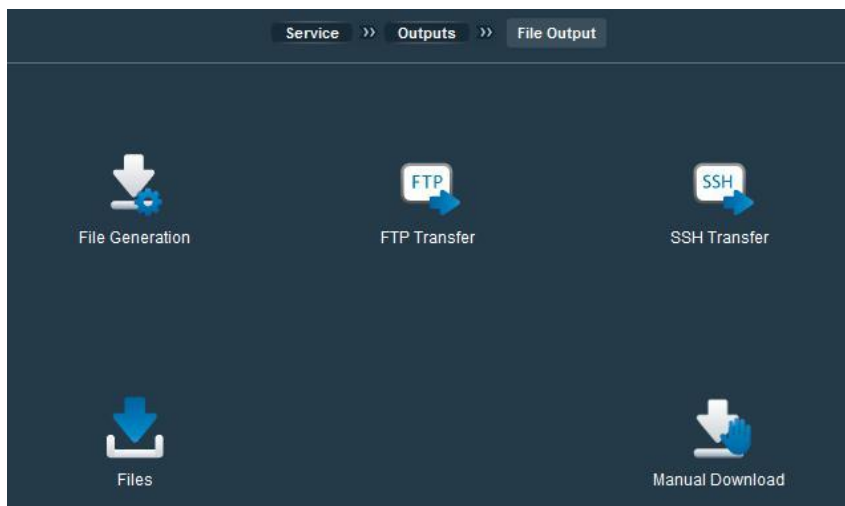 Service » Outputs » File Output
FTP
SSH
File Generation
FTP Transfer
SSH Transfer
Files
Manual Download